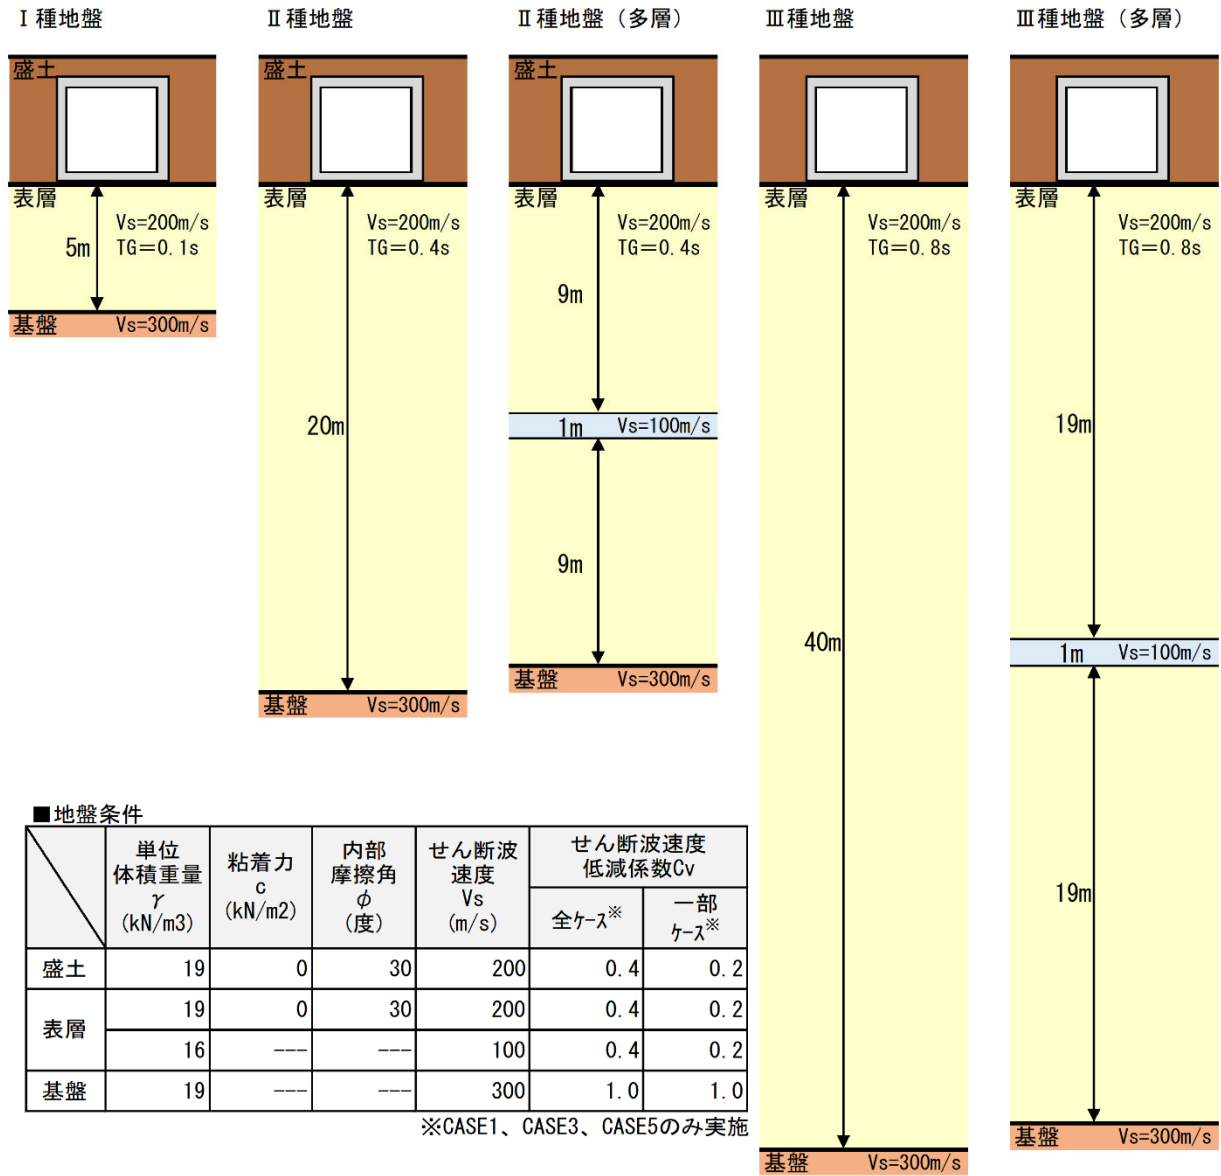 Ⅰ種地盤
盛土
表層
5m
Vs=200m/s
TG=0.1s
基盤 Vs=300m/s
Ⅱ種地盤
盛土
表層
Vs=200m/s
TG=0.4s
20m
基盤 Vs=300m/s
Ⅱ種地盤（多層）
盛土
表層
Vs=200m/s
TG=0.4s
9m
1m Vs=100m/s
9m
基盤 Vs=300m/s
Ⅲ種地盤
盛土
表層
Vs=200m/s
TG=0.8s
40m
基盤 Vs=300m/s
Ⅲ種地盤（多層）
盛土
表層
Vs=200m/s
TG=0.8s
19m
1m Vs=100m/s
19m
基盤 Vs=300m/s
■地盤条件
単位
体積重量
γ
(kN/m3)
粘着力
c
(kN/m2)
内部
摩擦角
φ
(度)
せん断波
速度
Vs
(m/s)
せん断波速度
低減係数Cv
全ｹｰｽ※
一部
ｹｰｽ※
盛土 19 0 30 200 0.4 0.2
表層 19 0 30 200 0.4 0.2
16 --- --- 100 0.4 0.2
基盤 19 --- --- 300 1.0 1.0
※CASE1、CASE3、CASE5のみ実施